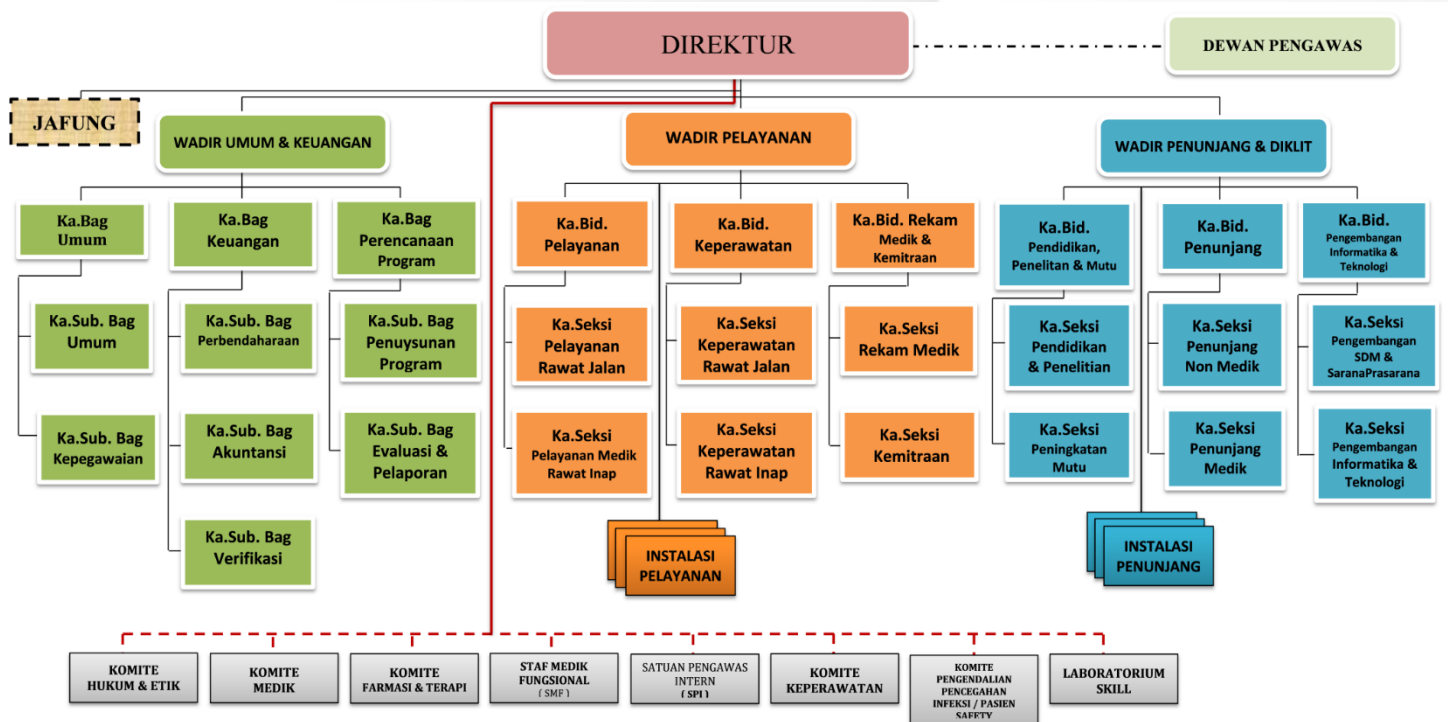 DIREKTUR
DEWAN PENGAWAS
JAFUNG
WADIR UMUM & KEUANGAN
WADIR PELAYANAN
WADIR PENUNJANG & DIKLIT
Ka.Bag
Umum
Ka.Bag
Keuangan
Ka.Bag
Perencanaan
Program
Ka.Bid.
Pelayanan
Ka.Bid.
Keperawatan
Ka.Bid. Rekam
Medik &
Kemitraan
Ka.Bid.
Pendidikan,
Penelitan & Mutu
Ka.Bid.
Penunjang
Ka.Bid.
Pengembangan
Informatika &
Teknologi
Ka.Sub. Bag
Umum
Ka.Sub. Bag
Perbendaharaan
Ka.Sub. Bag
Penuysunan
Program
Ka.Seksi
Pelayanan
Rawat Jalan
Ka.Seksi
Keperawatan
Rawat Jalan
Ka.Seksi
Rekam Medik
Ka.Seksi
Pendidikan
& Penelitian
Ka.Seksi
Penunjang
Non Medik
Ka.Seksi
Pengembangan
SDM &
SaranaPrasarana
Ka.Sub. Bag
Kepegawaian
Ka.Sub. Bag
Akuntansi
Ka.Sub. Bag
Evaluasi &
Pelaporan
Ka.Seksi
Pelayanan Medik
Rawat Inap
Ka.Seksi
Keperawatan
Rawat Inap
Ka.Seksi
Kemitraan
Ka.Seksi
Peningkatan
Mutu
Ka.Seksi
Penunjang
Medik
Ka.Seksi
Pengembangan
Informatika &
Teknologi
Ka.Sub. Bag
Verifikasi
INSTALASI
PELAYANAN
INSTALASI
PENUNJANG
KOMITE
HUKUM & ETIK
KOMITE
MEDIK
KOMITE
FARMASI & TERAPI
STAF MEDIK
FUNGSIONAL
( SMF )
SATUAN PENGAWAS
INTERN
( SPI )
KOMITE
KEPERAWATAN
KOMITE
PENGENDALIAN
PENCEGAHAN
INFEKSI / PASIEN
SAFETY
LABORATORIUM
SKILL